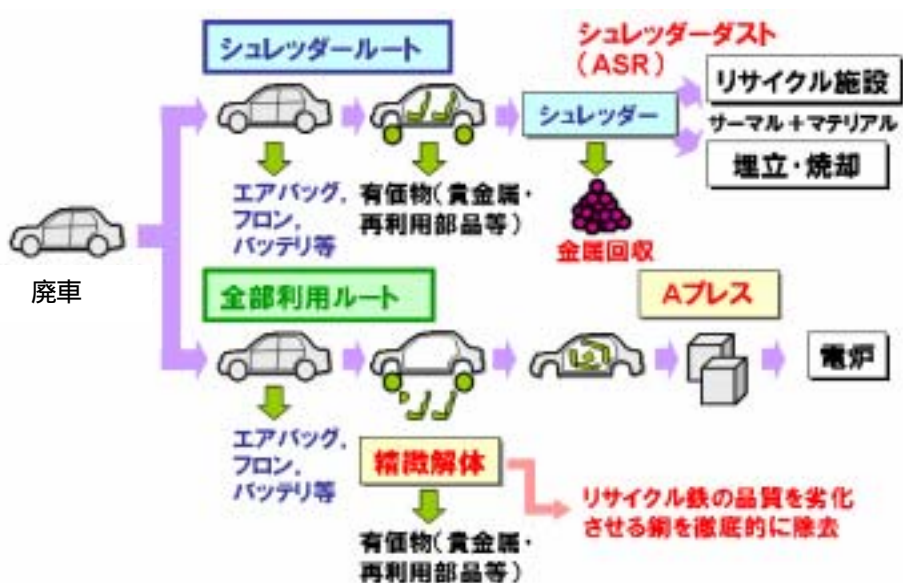 シュレッダールート
シュレッダーダスト
（ASR）
リサイクル施設
シュレッダー
サーマル＋マテリアル
埋立・焼却
エアバッグ，
フロン，
バッテリ等
有価物（貴金属・
再利用部品等）
金属回収
廃車
全部利用ルート
Aプレス
電炉
エアバッグ，
フロン，
バッテリ等
精緻解体
リサイクル鉄の品質を劣化
させる銅を徹底的に除去
有価物（貴金属・
再利用部品等）